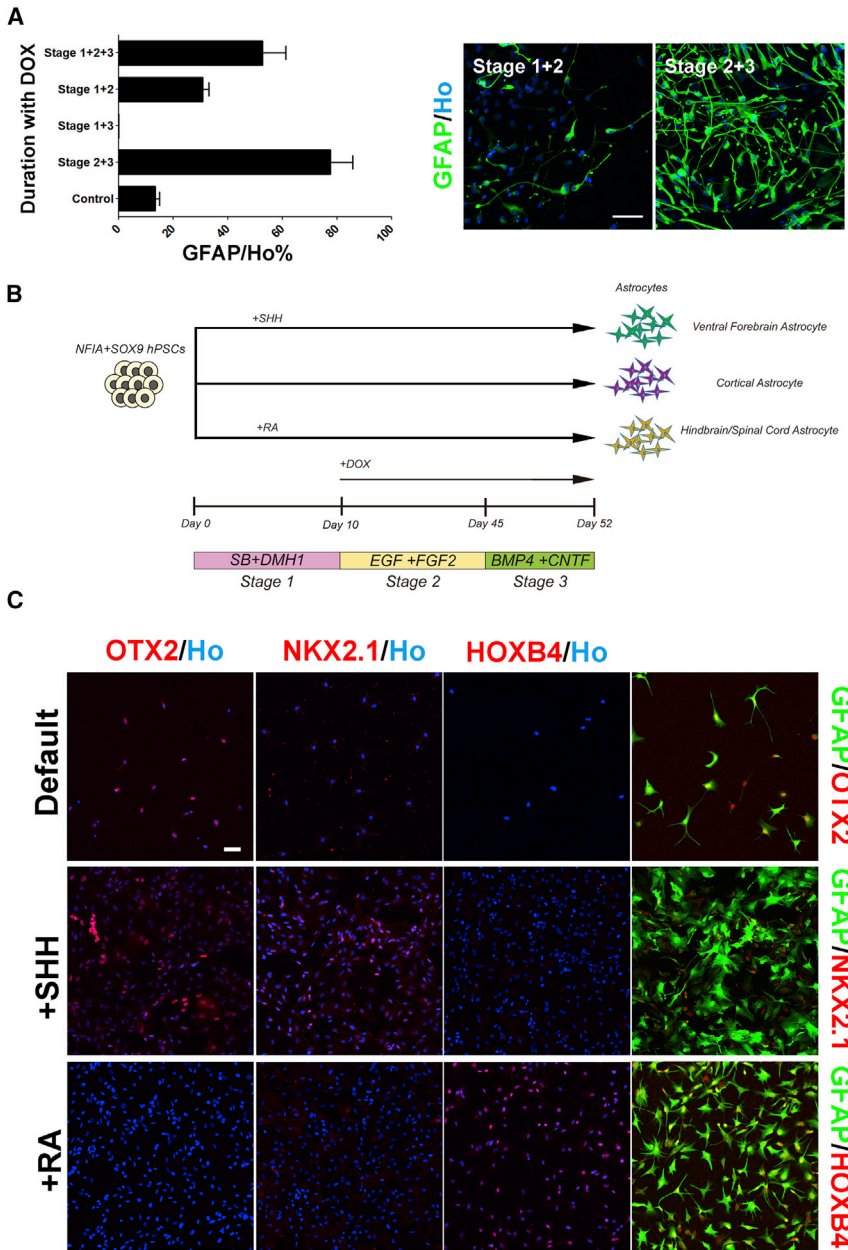 A
Duration with DOX
Stage 1+2+3
Stage 1+2
Stage 1+3
Stage 2+3
Control
0 20 40 60 80 100
GFAP/Ho%
GFAP/Ho
Stage 1+2
Stage 2+3
B
NFIA+SOX9 hPSCs
+SHH
+RA
+DOX
Astrocytes
Ventral Forebrain Astrocyte
Cortical Astrocyte
Hindbrain/Spinal Cord Astrocyte
Day 0 Day 10 Day 45 Day 52
SB+DMH1 EGF +FGF2 BMP4 +CNTF
Stage 1 Stage 2 Stage 3
C
OTX2/Ho NKX2.1/Ho HOXB4/Ho
Default
GFAP/OTX2
+SHH
GFAP/NKX2.1
+RA
GFAP/HOXB4